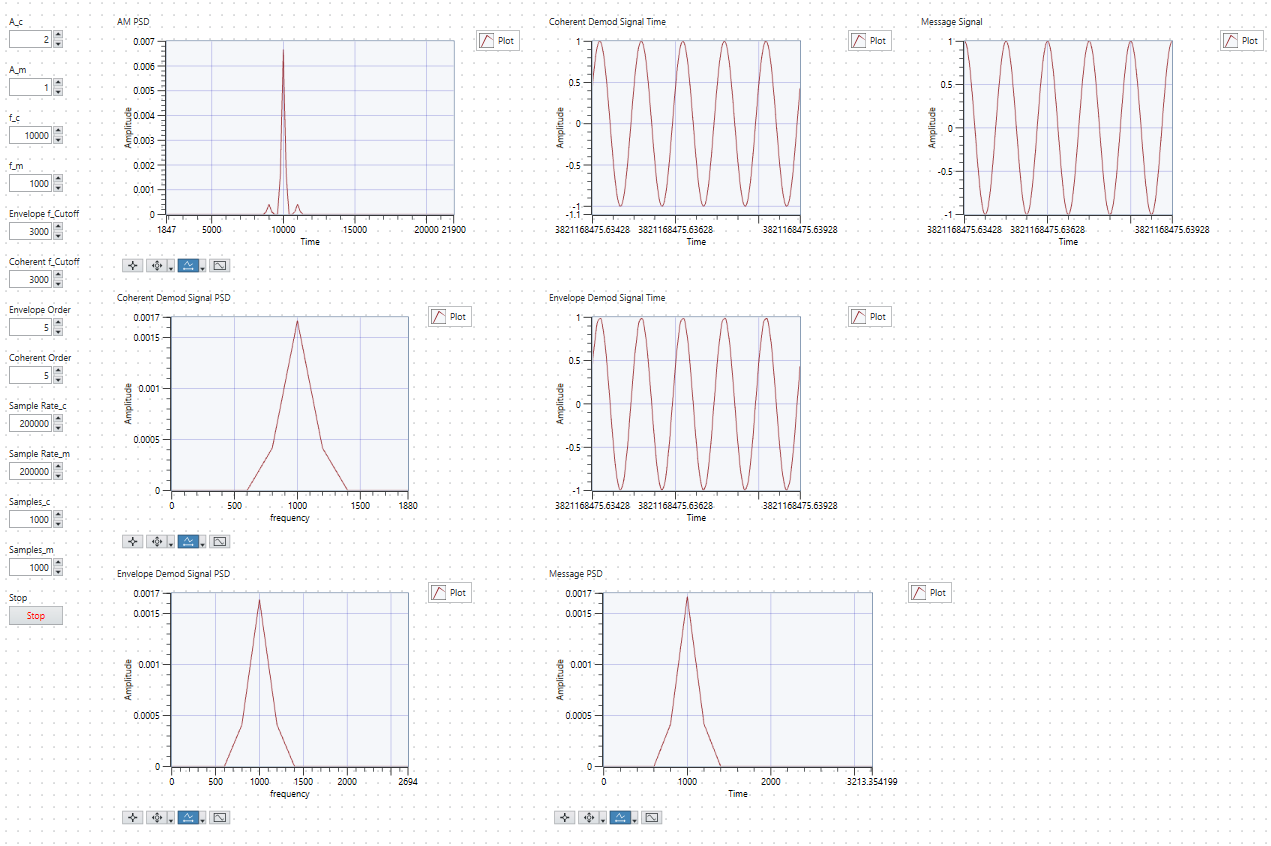 A_c
2
A_m
1
f_c
10000
f_m
1000
Envelope f_Cutoff
3000
Coherent f_Cutoff
3000
Envelope Order
5
Coherent Order
5
Sample Rate_c
200000
Sample Rate_m
200000
Samples_c
1000
Samples_m
1000
Stop
Stop
AM PSD
Plot
Amplitude
0.007
0.006
0.005
0.004
0.003
0.002
0.001
0
1847 5000 10000 15000 20000 21900
Time
Coherent Demod Signal Time
Plot
Amplitude
1
0.5
0
-0.5
-1
-1.1
3821168475.63428 3821168475.63628 3821168475.63928
Time
Message Signal
Plot
Amplitude
1
0.5
0
-0.5
-1
3821168475.63428 3821168475.63628 3821168475.63928
Time
Coherent Demod Signal PSD
Plot
Amplitude
0.0017
0.0015
0.001
0.0005
0
0 500 1000 1500 1880
frequency
Envelope Demod Signal Time
Plot
Amplitude
1
0.5
0
-0.5
-1
3821168475.63428 3821168475.63628 3821168475.63928
Time
Envelope Demod Signal PSD
Plot
Amplitude
0.0017
0.0015
0.001
0.0005
0
0 500 1000 1500 2000 2694
frequency
Message PSD
Plot
Amplitude
0.0017
0.0015
0.001
0.0005
0
0 1000 2000 3213.354199
Time